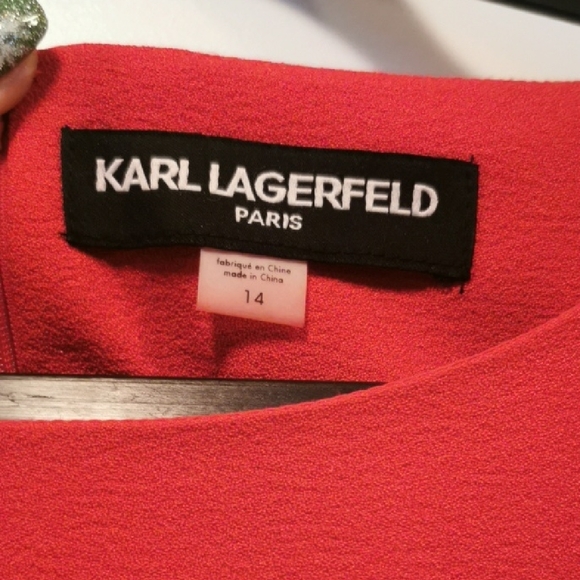 KARL LAGERFELD
PARIS
fabriqué en Chine
made in China
14